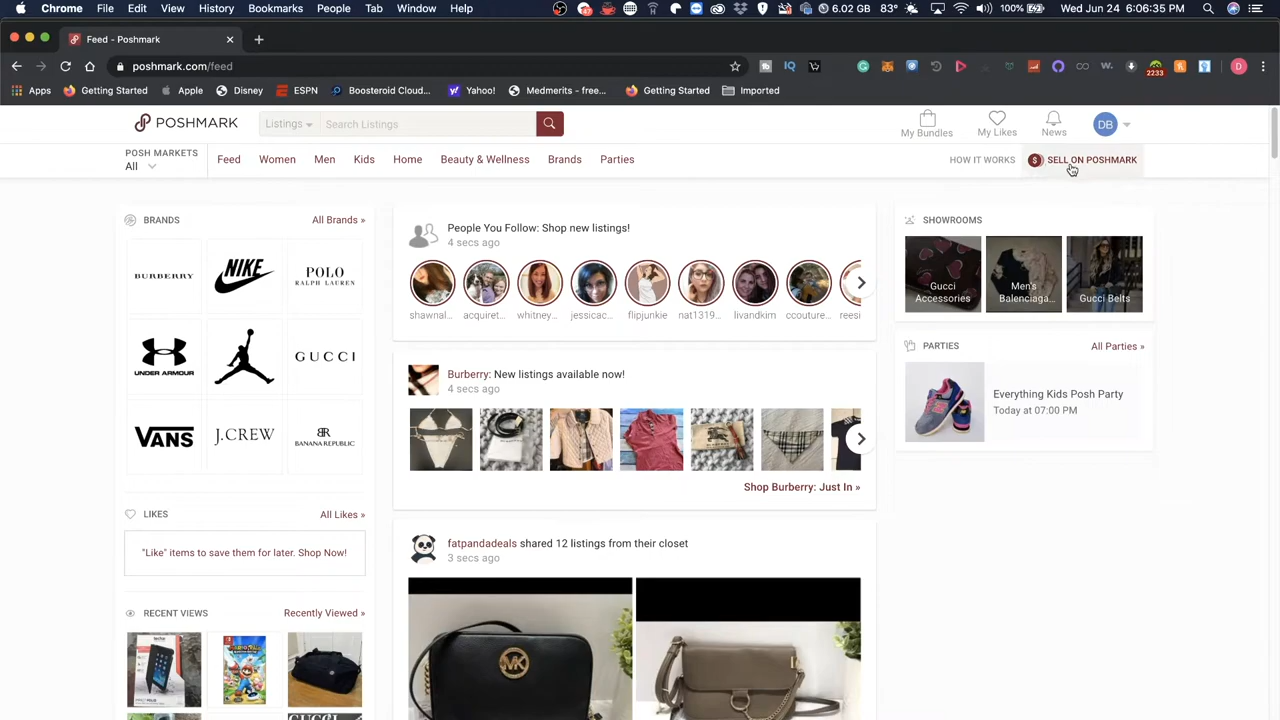 Chrome File Edit View History Bookmarks People Tab Window Help 6.02 GB 83° 100% Wed Jun 24 6:06:35 PM
Feed - Poshmark
poshmark.com/feed
2233
D
Apps Getting Started Apple Disney ESPN Boosteroid Cloud... Yahoo! Medmerits - free... Getting Started Imported
POSHMARK Listings Search Listings My Bundles My Likes News DB
POSH MARKETS
All
Feed Women Men Kids Home Beauty & Wellness Brands Parties HOW IT WORKS $ SELL ON POSHMARK
BRANDS All Brands »
BURBERRY NIKE POLO
RALPH LAUREN
UNDER ARMOUR GUCCI
VANS J.CREW BR
BANANA REPUBLIC
LIKES All Likes »
"Like" items to save them for later. Shop Now!
RECENT VIEWS Recently Viewed »
People You Follow: Shop new listings!
4 secs ago
shawnal... acquiret... whitney... jessicac... flipjunkie nat1319... livandkim ccouture... reesi
Burberry: New listings available now!
4 secs ago
Shop Burberry: Just In »
fatpandadeals shared 12 listings from their closet
3 secs ago
MK
SHOWROOMS
Gucci
Accessories
Men's
Balenciaga...
Gucci Belts
PARTIES All Parties »
Everything Kids Posh Party
Today at 07:00 PM